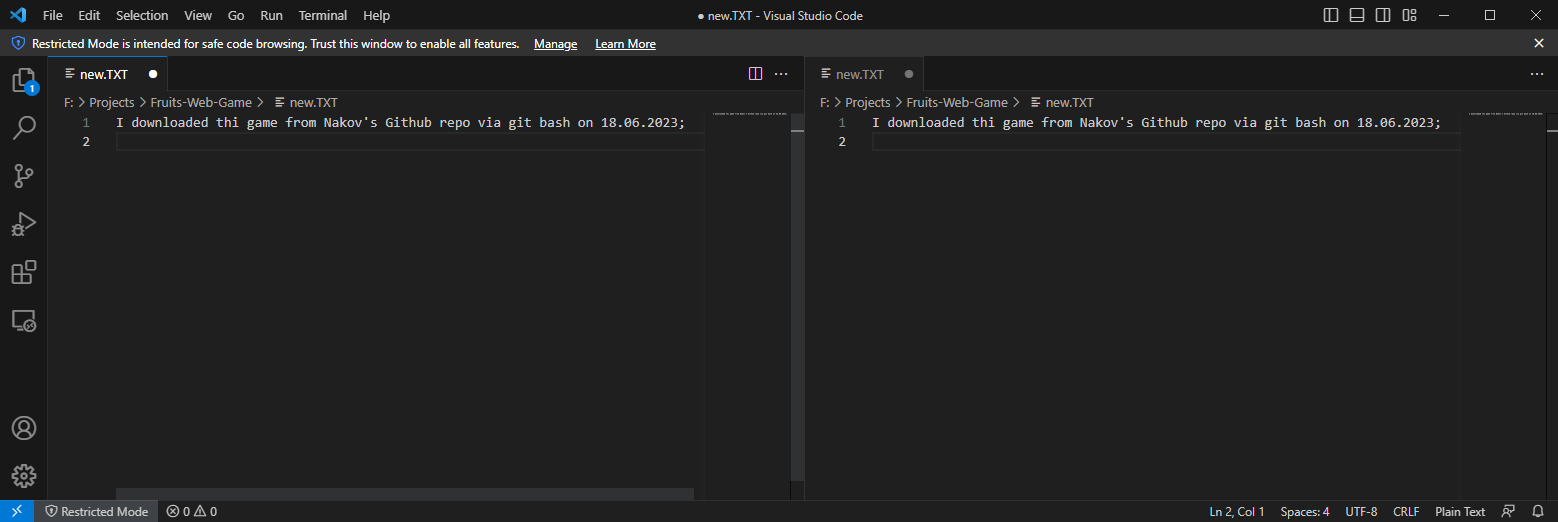 File Edit Selection View Go Run Terminal Help ● new.TXT - Visual Studio Code
Restricted Mode is intended for safe code browsing. Trust this window to enable all features. Manage Learn More
1
new.TXT
F: > Projects > Fruits-Web-Game > new.TXT
1 I downloaded thi game from Nakov's Github repo via git bash on 18.06.2023;
2
new.TXT
F: > Projects > Fruits-Web-Game > new.TXT
1 I downloaded thi game from Nakov's Github repo via git bash on 18.06.2023;
2
Restricted Mode 0 0 Ln 2, Col 1 Spaces: 4 UTF-8 CRLF Plain Text